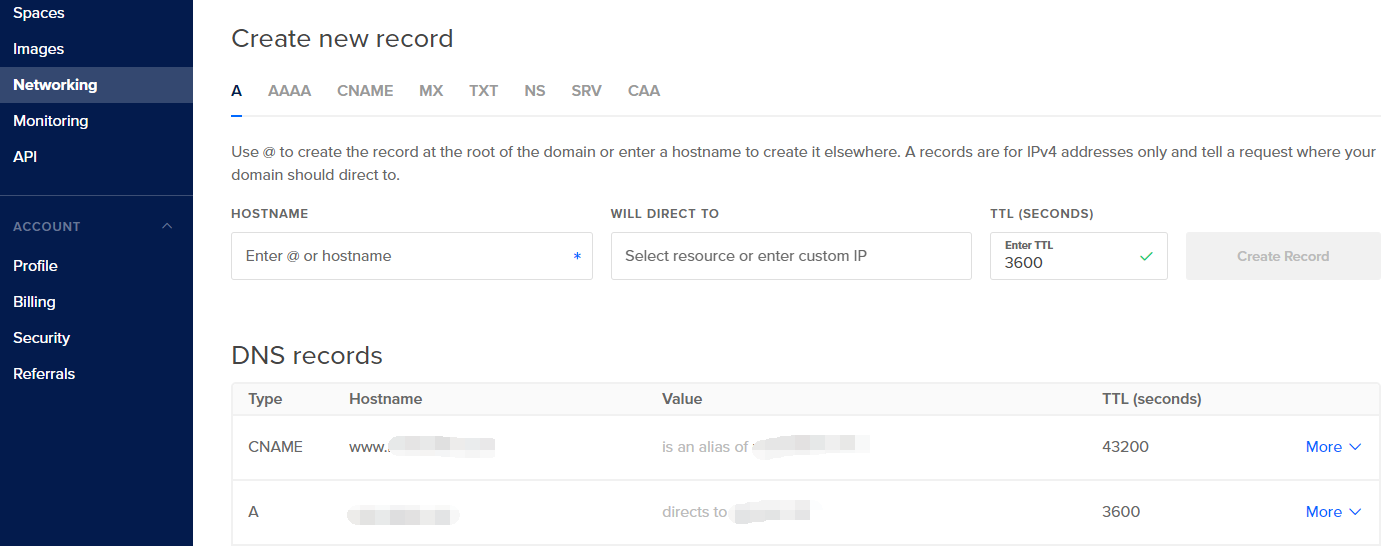 Spaces
Images
Networking
Monitoring
API
ACCOUNT
Profile
Billing
Security
Referrals
Create new record
A AAAA CNAME MX TXT NS SRV CAA
Use @ to create the record at the root of the domain or enter a hostname to create it elsewhere. A records are for IPv4 addresses only and tell a request where your
domain should direct to.
HOSTNAME WILL DIRECT TO TTL (SECONDS)
Enter @ or hostname * Select resource or enter custom IP Enter TTL
3600 Create Record
DNS records
Type Hostname Value TTL (seconds)
CNAME www. is an alias of 43200 More
A directs to 3600 More